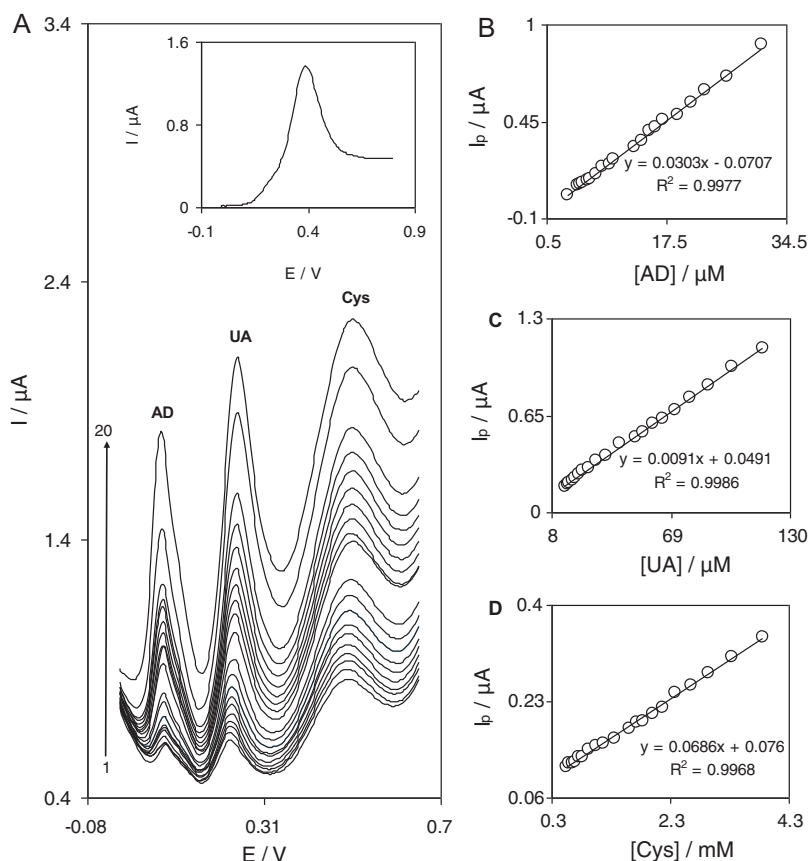 A
3.4
2.4
1.4
0.4
I / µA
-0.08
0.31
0.7
E / V
1.6
0.8
0
I / µA
-0.1
0.4
0.9
E / V
AD
UA
Cys
20
1
B
1
0.45
-0.1
Ip / µA
y = 0.0303x - 0.0707
R² = 0.9977
0.5
17.5
34.5
[AD] / µM
C
1.3
0.65
0
Ip / µA
y = 0.0091x + 0.0491
R² = 0.9986
8
69
130
[UA] / µM
D
0.4
0.23
0.06
Ip / µA
y = 0.0686x + 0.076
R² = 0.9968
0.3
2.3
4.3
[Cys] / mM